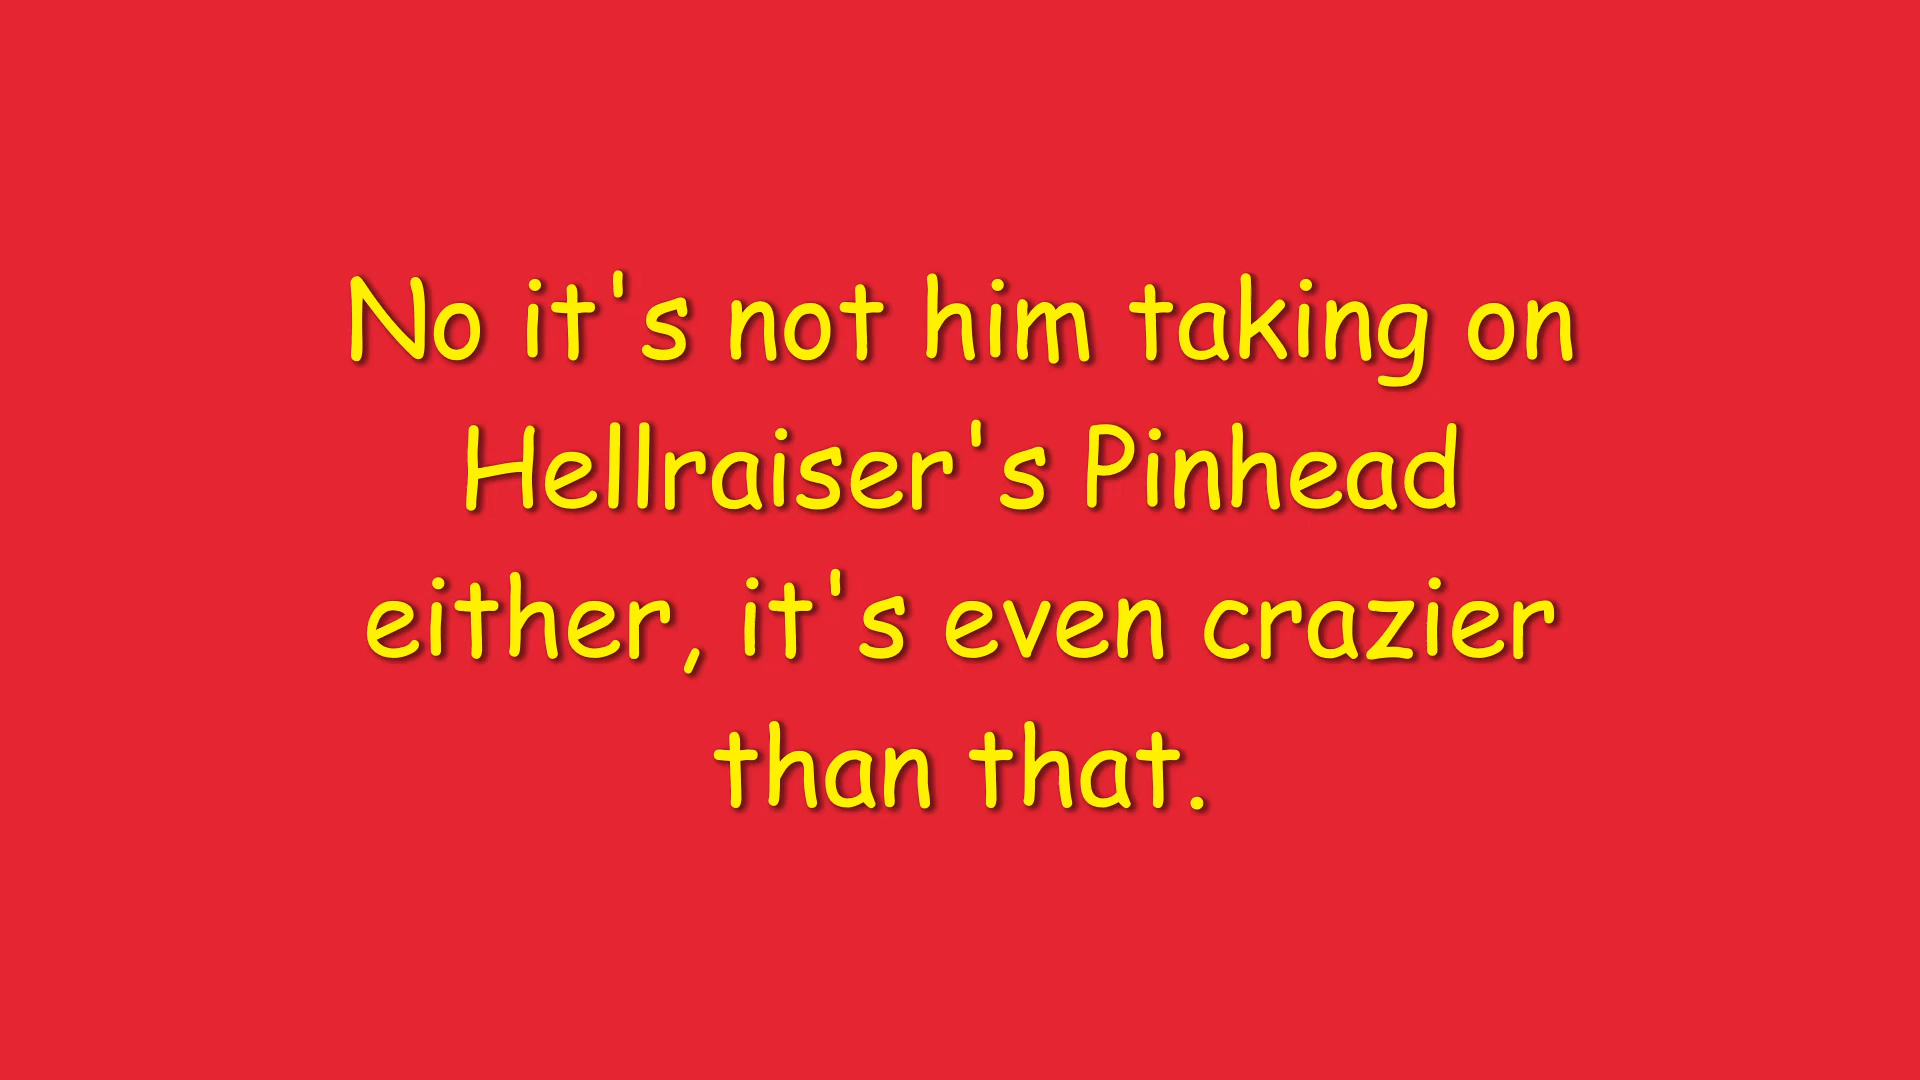 No it's not him taking on
Hellraiser's Pinhead
either, it's even crazier
than that.